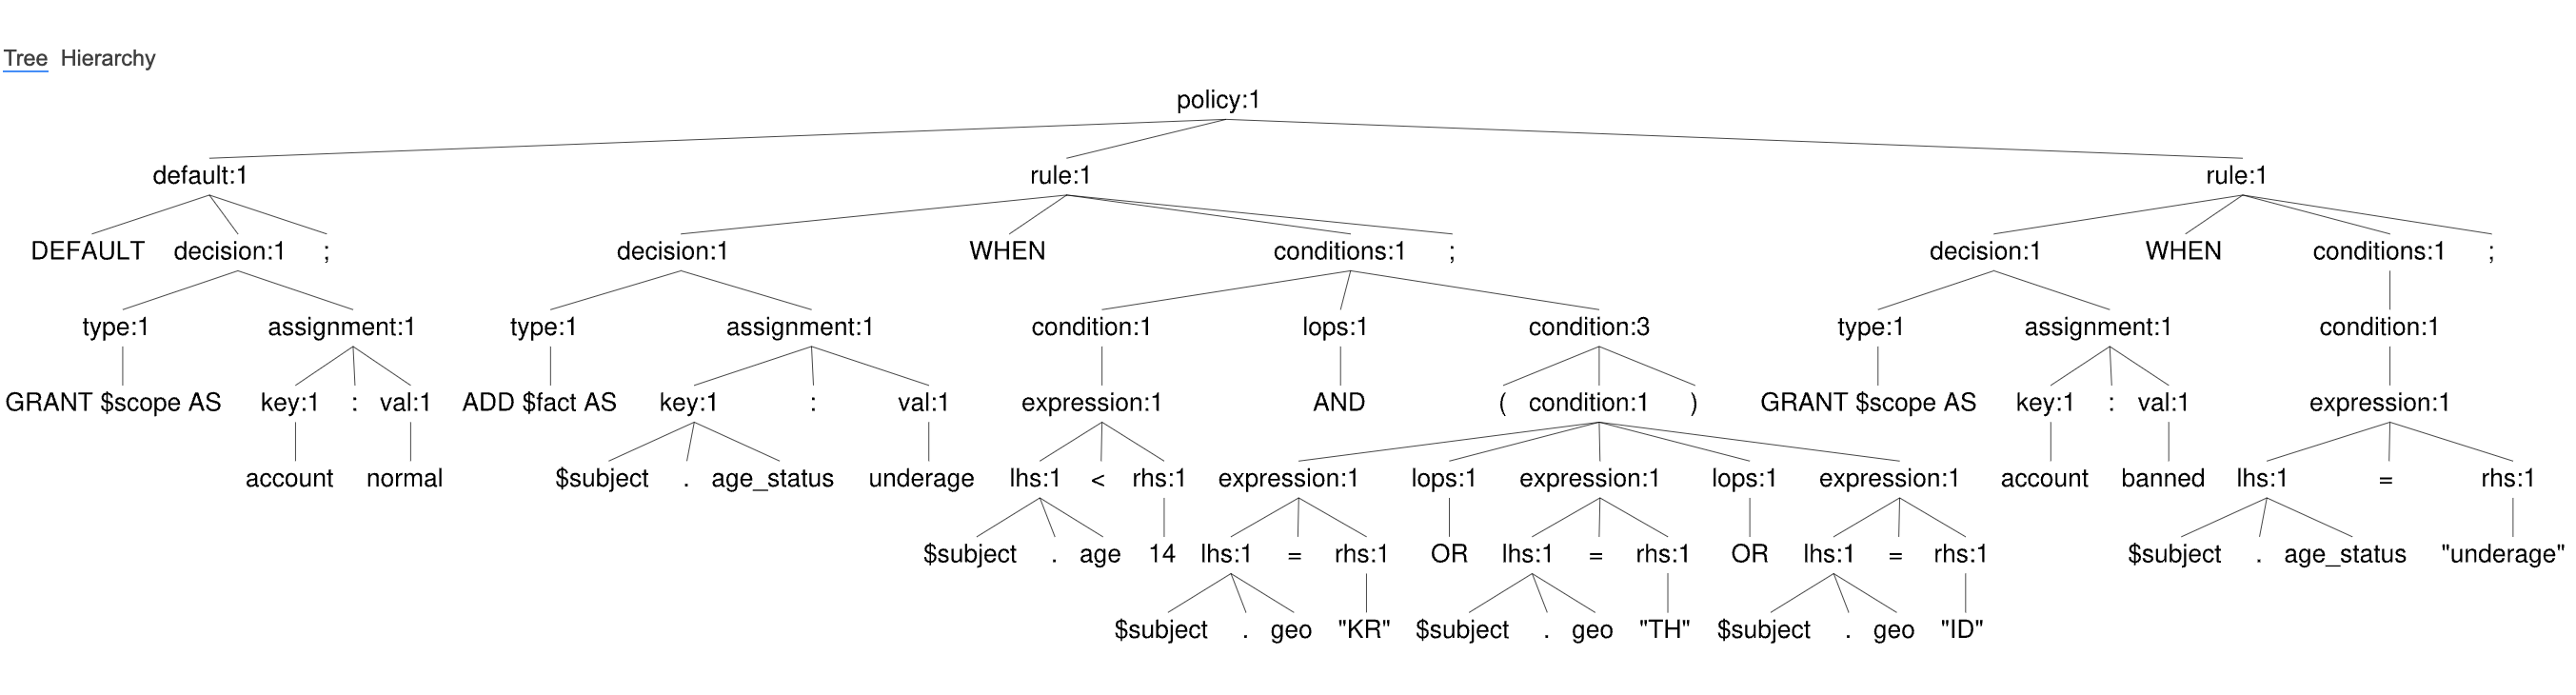 Tree Hierarchy
policy:1
default:1 rule:1 rule:1
DEFAULT decision:1 ; decision:1 WHEN conditions:1 ; decision:1 WHEN conditions:1 ;
type:1 assignment:1 type:1 assignment:1 condition:1 lops:1 condition:3 type:1 assignment:1 condition:1
GRANT $scope AS key:1 : val:1 ADD $fact AS key:1 : val:1 expression:1 AND ( condition:1 ) GRANT $scope AS key:1 : val:1 expression:1
account normal $subject . age_status underage lhs:1 < rhs:1 expression:1 lops:1 expression:1 lops:1 expression:1 account banned lhs:1 = rhs:1
$subject . age 14 lhs:1 = rhs:1 OR lhs:1 = rhs:1 OR lhs:1 = rhs:1 $subject . age_status "underage"
$subject . geo "KR" $subject . geo "TH" $subject . geo "ID"